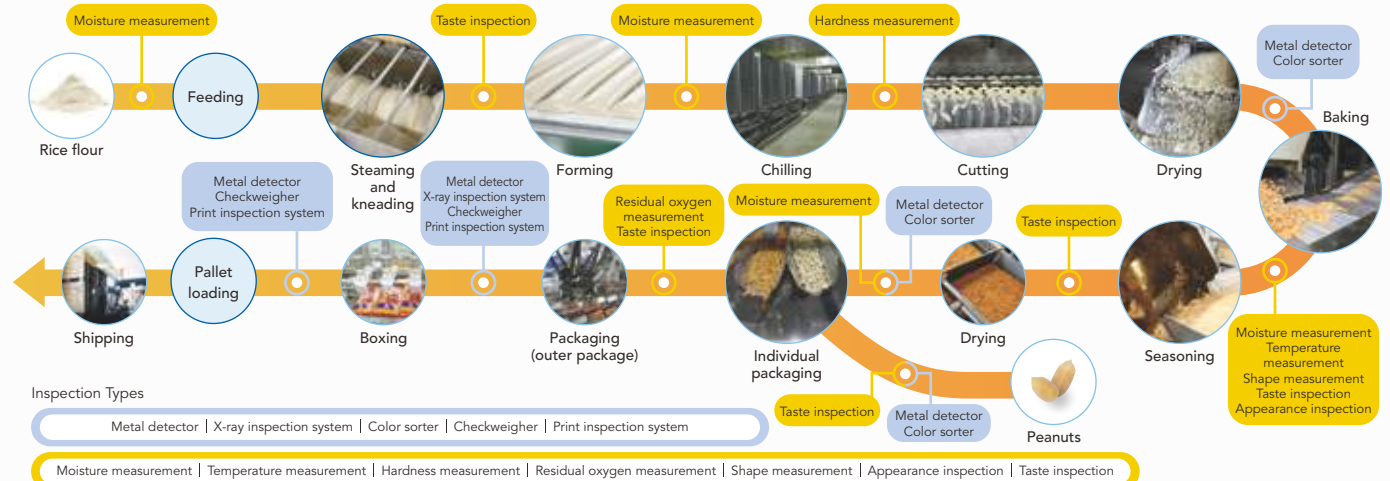 Moisture measurement
Taste inspection
Moisture measurement
Hardness measurement
Metal detector
Color sorter
Feeding
Rice flour
Steaming
and
kneading
Forming
Chilling
Cutting
Drying
Baking
Metal detector
Checkweigher
Print inspection system
Metal detector
X-ray inspection system
Checkweigher
Print inspection system
Residual oxygen
measurement
Taste inspection
Moisture measurement
Metal detector
Color sorter
Taste inspection
Pallet
loading
Shipping
Boxing
Packaging
(outer package)
Individual
packaging
Drying
Seasoning
Moisture measurement
Temperature
measurement
Shape measurement
Taste inspection
Appearance inspection
Taste inspection
Metal detector
Color sorter
Peanuts
Inspection Types
Metal detector | X-ray inspection system | Color sorter | Checkweigher | Print inspection system
Moisture measurement | Temperature measurement | Hardness measurement | Residual oxygen measurement | Shape measurement | Appearance inspection | Taste inspection